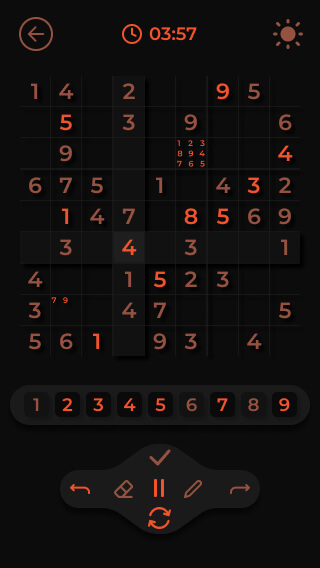 03:57
1 4 2 9 5
5 3 9 6
9 1 2 3 4
8 9 4
7 6 5
6 7 5 1 4 3 2
1 4 7 8 5 6 9
3 4 3 1
4 1 5 2 3
3 7 9 4 7 5
5 6 1 9 3 4
1 2 3 4 5 6 7 8 9